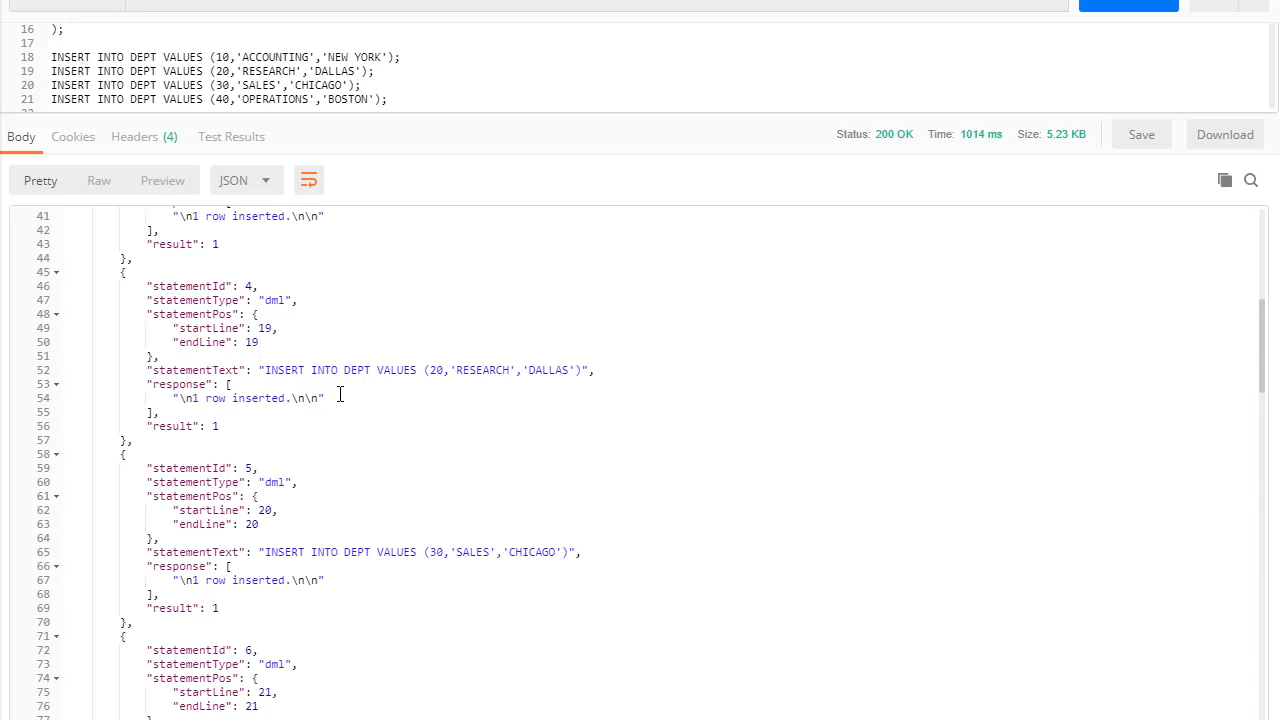 16 );
17
18 INSERT INTO DEPT VALUES (10,'ACCOUNTING','NEW YORK');
19 INSERT INTO DEPT VALUES (20,'RESEARCH','DALLAS');
20 INSERT INTO DEPT VALUES (30,'SALES','CHICAGO');
21 INSERT INTO DEPT VALUES (40,'OPERATIONS','BOSTON');
Body Cookies Headers (4) Test Results Status: 200 OK Time: 1014 ms Size: 5.23 KB Save Download
Pretty Raw Preview JSON
41 "\n1 row inserted.\n\n"
42 ],
43 "result": 1
44 },
45 {
46 "statementId": 4,
47 "statementType": "dml",
48 "statementPos": {
49 "startLine": 19,
50 "endLine": 19
51 },
52 "statementText": "INSERT INTO DEPT VALUES (20,'RESEARCH','DALLAS')",
53 "response": [
54 "\n1 row inserted.\n\n"
55 ],
56 "result": 1
57 },
58 {
59 "statementId": 5,
60 "statementType": "dml",
61 "statementPos": {
62 "startLine": 20,
63 "endLine": 20
64 },
65 "statementText": "INSERT INTO DEPT VALUES (30,'SALES','CHICAGO')",
66 "response": [
67 "\n1 row inserted.\n\n"
68 ],
69 "result": 1
70 },
71 {
72 "statementId": 6,
73 "statementType": "dml",
74 "statementPos": {
75 "startLine": 21,
76 "endLine": 21